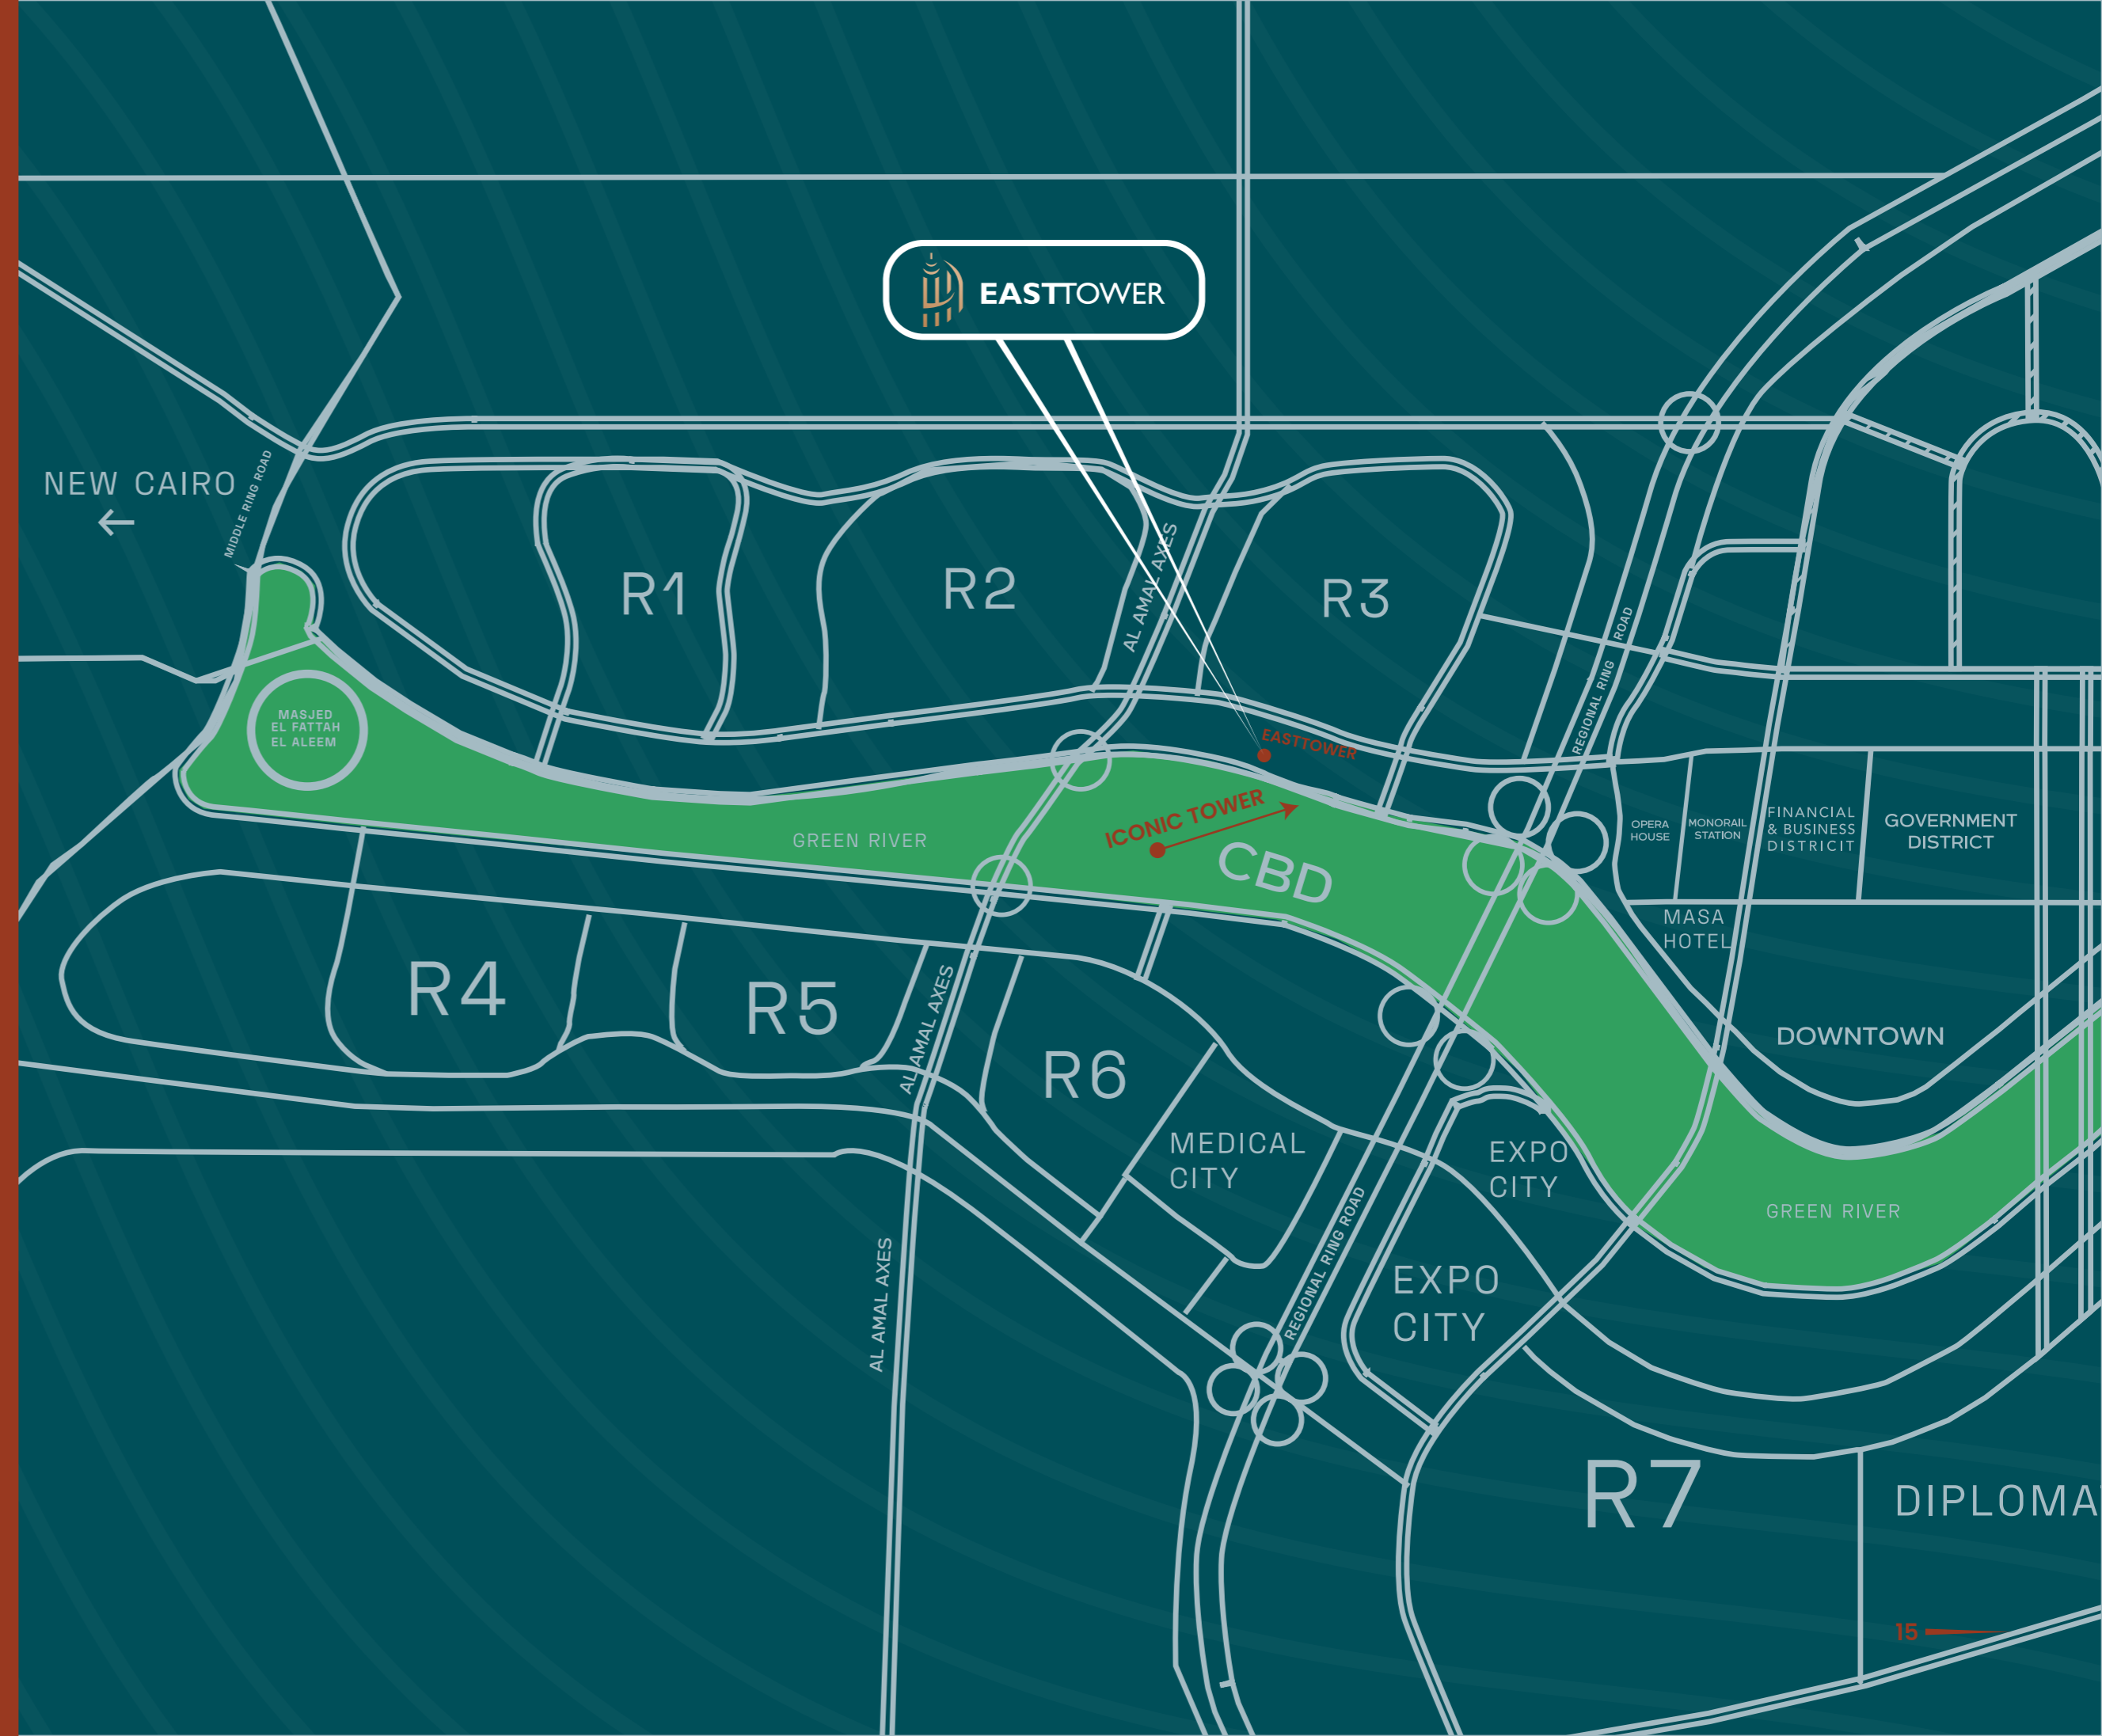 EASTTOWER
NEW CAIRO
MIDDLE RING ROAD
R1
R2
AL AMAL AXES
R3
REGIONAL RING ROAD
MASJED
EL FATTAH
EL ALEEM
EASTTOWER
ICONIC TOWER
GREEN RIVER
CBD
OPERA
HOUSE
MONORAIL
STATION
FINANCIAL
& BUSINESS
DISTRICIT
GOVERNMENT
DISTRICT
MASA
HOTEL
R4
R5
AL AMAL AXES
R6
DOWNTOWN
MEDICAL
CITY
EXPO
CITY
GREEN RIVER
REGIONAL RING ROAD
AL AMAL AXES
EXPO
CITY
R7
DIPLOMA
15